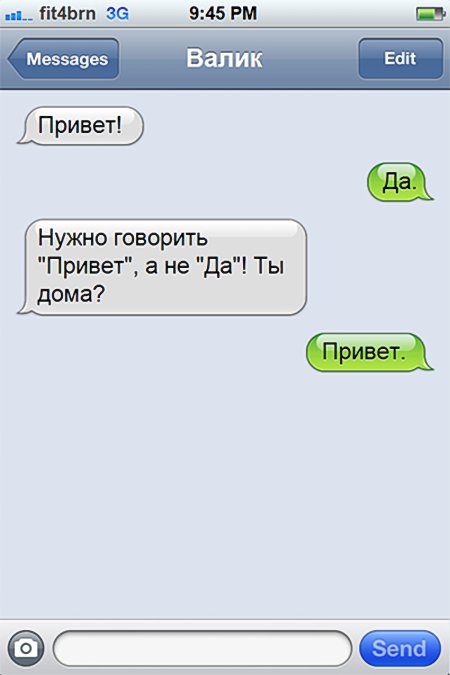 fit4brn 3G 9:45 PM
Messages Валик Edit
Привет!
Да.
Нужно говорить
"Привет", а не "Да"! Ты
дома?
Привет.
Send